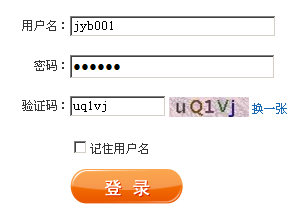 用户名： jyb001
密码： ●●●●●●
验证码： uq1vj uQ1Vj 换一张
记住用户名
登 录